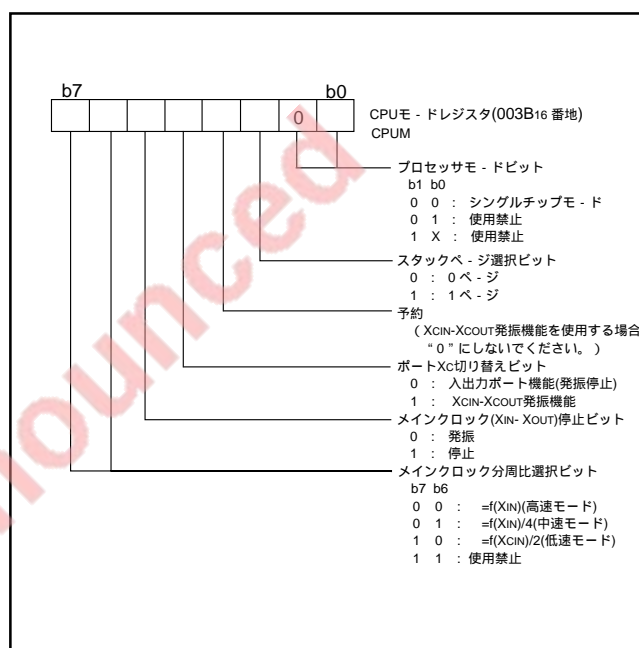 b7 b0
0
CPUモ - ドレジスタ(003B16 番地)
CPUM
プロセッサモ - ドビット
b1 b0
0 0 : シングルチップモ - ド
0 1 : 使用禁止
1 X : 使用禁止
スタックペ - ジ選択ビット
0 : 0 ペ - ジ
1 : 1 ペ - ジ
予約
( XCIN-XCOUT発振機能を使用する場合
“ 0 ” にしないでください。)
ポートXC切り替えビット
0 : 入出力ポート機能(発振停止)
1 : XCIN-XCOUT発振機能
メインクロック(XIN- XOUT)停止ビット
0 : 発振
1 : 停止
メインクロック分周比選択ビット
b7 b6
0 0 : =f(XIN)(高速モード)
0 1 : =f(XIN)/4(中速モード)
1 0 : =f(XCIN)/2(低速モード)
1 1 : 使用禁止
nounced